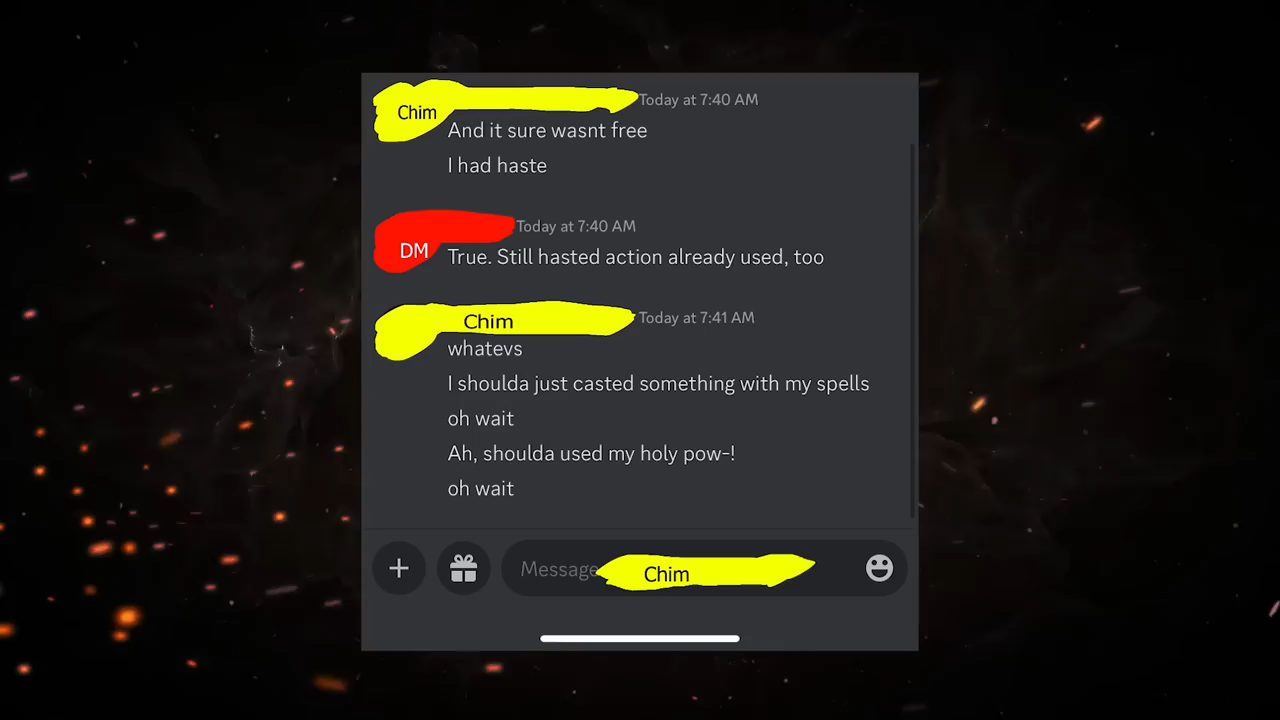 Chim
Today at 7:40 AM
And it sure wasnt free
I had haste
DM
Today at 7:40 AM
True. Still hasted action already used, too
Chim
Today at 7:41 AM
whatevs
I shoulda just casted something with my spells
oh wait
Ah, shoulda used my holy pow-!
oh wait
Message Chim